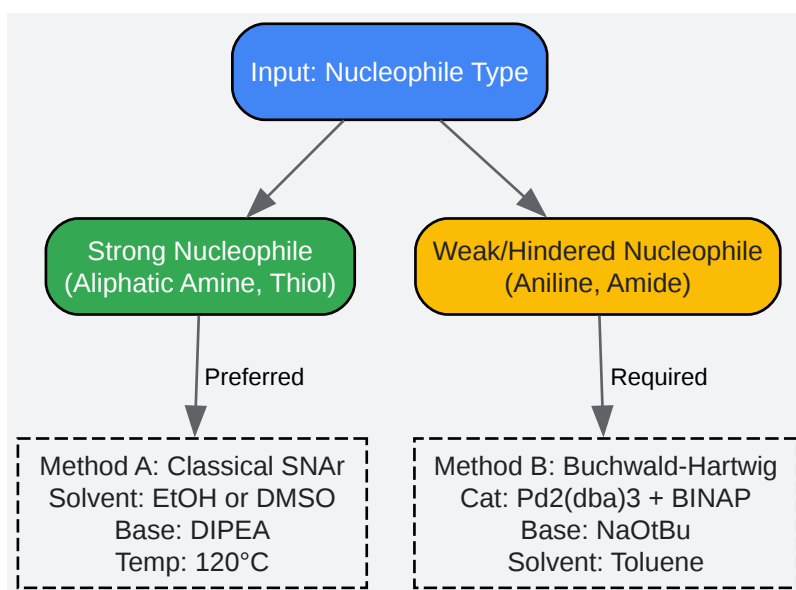 Input: Nucleophile Type
Strong Nucleophile
(Aliphatic Amine, Thiol)
Weak/Hindered Nucleophile
(Aniline, Amide)
Preferred
Required
Method A: Classical SNAr
Solvent: EtOH or DMSO
Base: DIPEA
Temp: 120°C
Method B: Buchwald-Hartwig
Cat: Pd2(dba)3 + BINAP
Base: NaOtBu
Solvent: Toluene